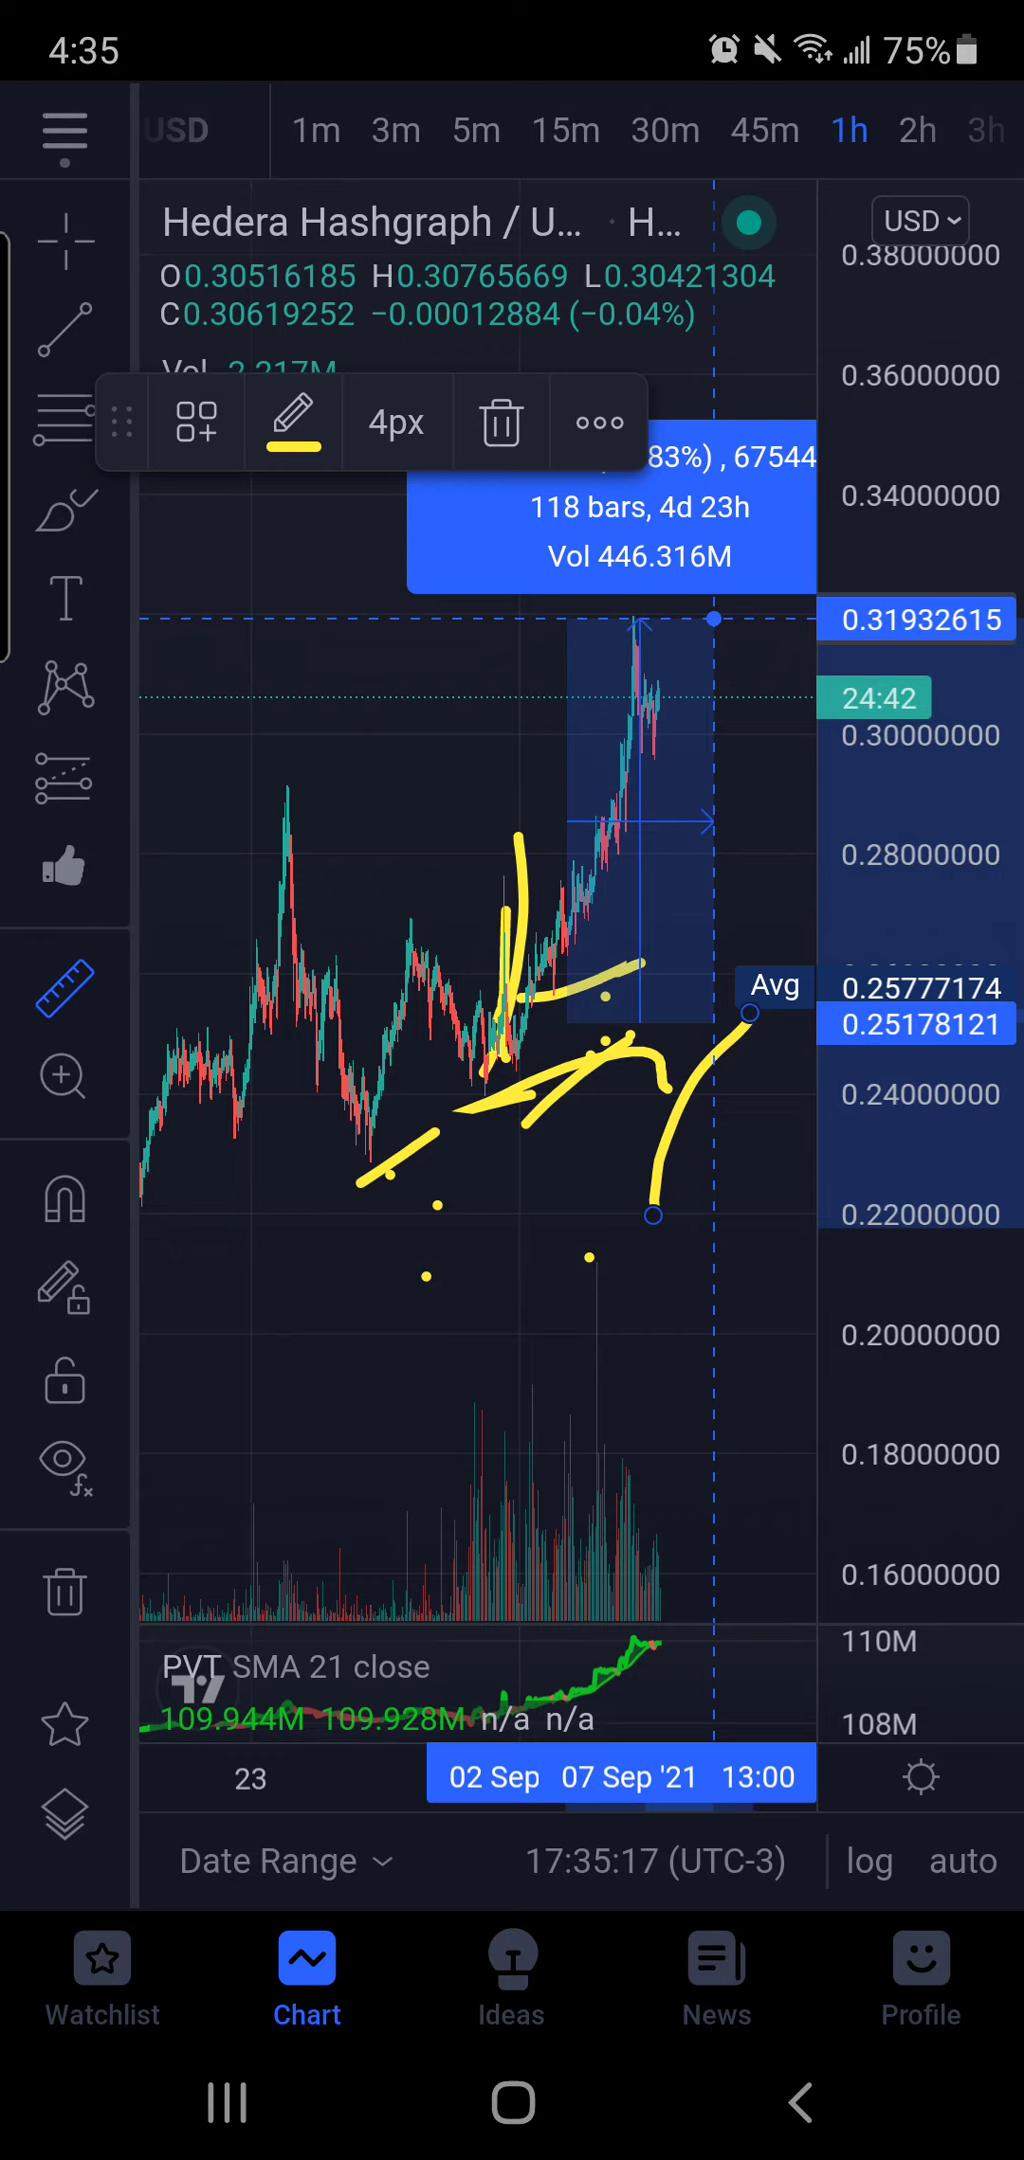 4:35 75%
USD 1m 3m 5m 15m 30m 45m 1h 2h 3h
Hedera Hashgraph / U... · H... USD
0.38000000
O0.30516185 H0.30765669 L0.30421304
C0.30619252 −0.00012884 (−0.04%)
Vol 2.217M
0.36000000
4px
83%) , 67544
118 bars, 4d 23h
Vol 446.316M
0.34000000
0.31932615
24:42
0.30000000
0.28000000
Avg 0.25777174
0.25178121
0.24000000
0.22000000
0.20000000
0.18000000
0.16000000
110M
PVT SMA 21 close
109.944M 109.928M n/a n/a
108M
23 02 Sep 07 Sep '21 13:00
Date Range 17:35:17 (UTC-3) log auto
Watchlist Chart Ideas News Profile